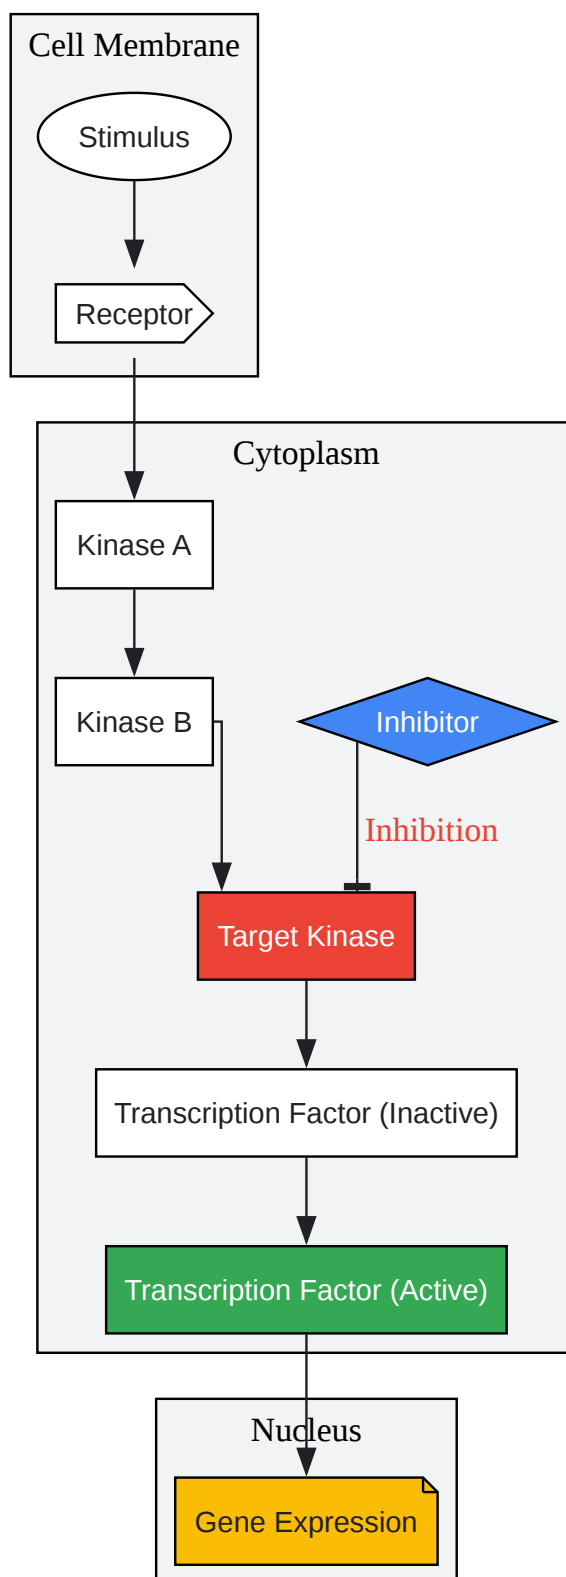 Cell Membrane
Stimulus
Receptor
Cytoplasm
Kinase A
Kinase B
Inhibitor
Inhibition
Target Kinase
Transcription Factor (Inactive)
Transcription Factor (Active)
Nucleus
Gene Expression